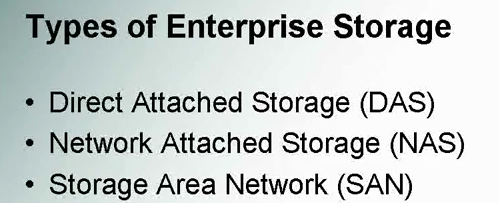 Types of Enterprise Storage
• Direct Attached Storage (DAS)
• Network Attached Storage (NAS)
• Storage Area Network (SAN)